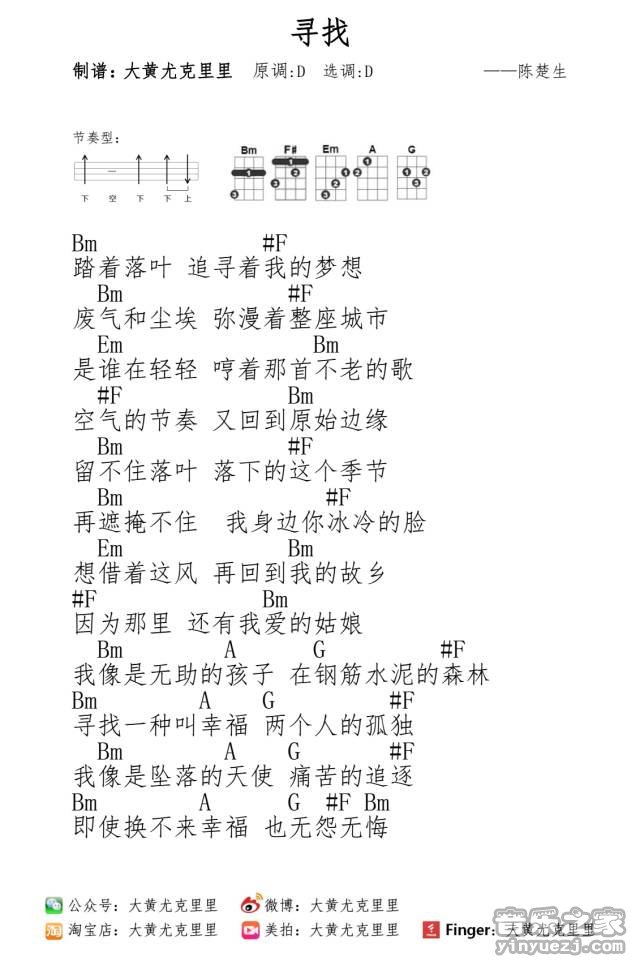 寻找
制谱：大黄尤克里里 原调:D 选调:D ——陈楚生
节奏型：
Bm F# Em A G
下 空 下 下 上
Bm #F
踏着落叶 追寻着我的梦想
Bm #F
废气和尘埃 弥漫着整座城市
Em Bm
是谁在轻轻 哼着那首不老的歌
#F Bm
空气的节奏 又回到原始边缘
Bm #F
留不住落叶 落下的这个季节
Bm #F
再遮掩不住 我身边你冰冷的脸
Em Bm
想借着这风 再回到我的故乡
#F Bm
因为那里 还有我爱的姑娘
Bm A G #F
我像是无助的孩子 在钢筋水泥的森林
Bm A G #F
寻找一种叫幸福 两个人的孤独
Bm A G #F
我像是坠落的天使 痛苦的追逐
Bm A G #F Bm
即使换不来幸福 也无怨无悔
公众号：大黄尤克里里 微博：大黄尤克里里
淘宝店：大黄尤克里里 美拍：大黄尤克里里 Finger：大黄尤克里里
音乐之家
yinyuezj.com